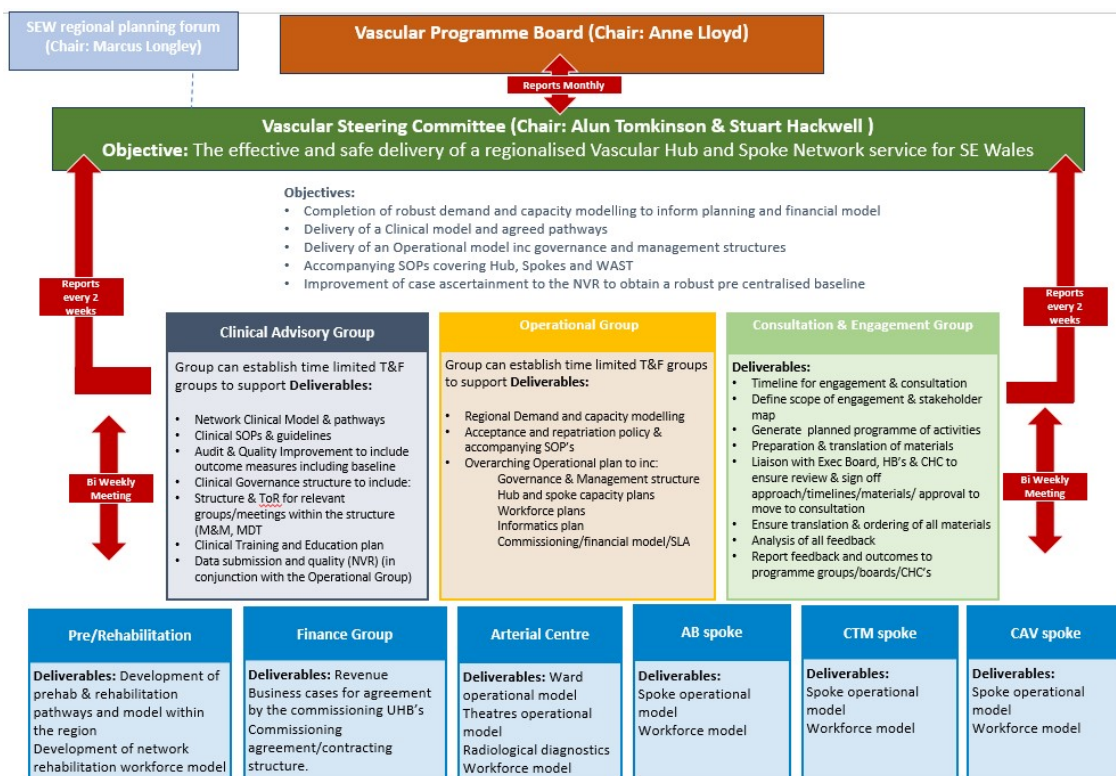 SEW regional planning forum
(Chair: Marcus Longley)
Vascular Programme Board (Chair: Anne Lloyd)
Reports Monthly
Vascular Steering Committee (Chair: Alun Tomkinson & Stuart Hackwell )
Objective: The effective and safe delivery of a regionalised Vascular Hub and Spoke Network service for SE Wales
Objectives:
• Completion of robust demand and capacity modelling to inform planning and financial model
• Delivery of a Clinical model and agreed pathways
• Delivery of an Operational model inc governance and management structures
• Accompanying SOPs covering Hub, Spokes and WAST
• Improvement of case ascertainment to the NVR to obtain a robust pre centralised baseline
Reports
every 2
weeks
Bi Weekly
Meeting
Clinical Advisory Group
Group can establish time limited T&F
groups to support Deliverables:
• Network Clinical Model & pathways
• Clinical SOPs & guidelines
• Audit & Quality Improvement to include
outcome measures including baseline
• Clinical Governance structure to include:
• Structure & ToR for relevant
groups/meetings within the structure
(M&M, MDT
• Clinical Training and Education plan
• Data submission and quality (NVR) (in
conjunction with the Operational Group)
Operational Group
Group can establish time limited T&F groups
to support Deliverables:
• Regional Demand and capacity modelling
• Acceptance and repatriation policy &
accompanying SOP's
• Overarching Operational plan to inc:
Governance & Management structure
Hub and spoke capacity plans
Workforce plans
Informatics plan
Commissioning/financial model/SLA
Consultation & Engagement Group
Deliverables:
• Timeline for engagement & consultation
• Define scope of engagement & stakeholder
map
• Generate planned programme of activities
• Preparation & translation of materials
• Liaison with Exec Board, HB's & CHC to
ensure review & sign off
approach/timelines/materials/ approval to
move to consultation
• Ensure translation & ordering of all materials
• Analysis of all feedback
• Report feedback and outcomes to
programme groups/boards/CHC's
Reports
every 2
weeks
Bi Weekly
Meeting
Pre/Rehabilitation
Deliverables: Development of
prehab & rehabilitation
pathways and model within
the region
Development of network
rehabilitation workforce model
Finance Group
Deliverables: Revenue
Business cases for agreement
by the commissioning UHB's
Commissioning
agreement/contracting
structure.
Arterial Centre
Deliverables: Ward
operational model
Theatres operational
model
Radiological diagnostics
Workforce model
AB spoke
Deliverables:
Spoke operational
model
Workforce model
CTM spoke
Deliverables:
Spoke operational
model
Workforce model
CAV spoke
Deliverables:
Spoke operational
model
Workforce model